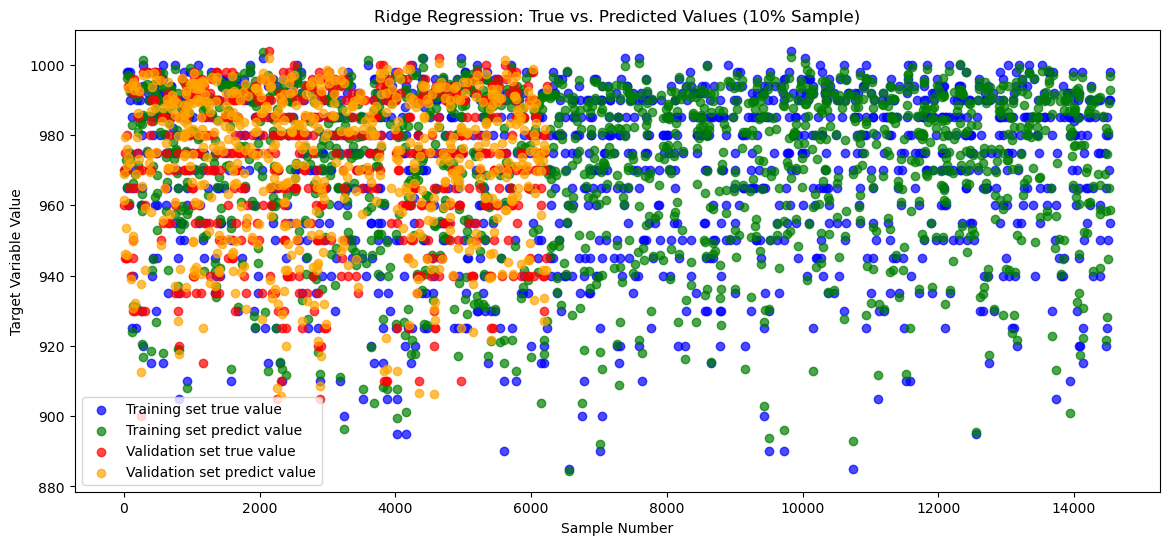 Ridge Regression: True vs. Predicted Values (10% Sample)
Target Variable Value
1000
980
960
940
920
900
880
Training set true value
Training set predict value
Validation set true value
Validation set predict value
0 2000 4000 6000 8000 10000 12000 14000
Sample Number